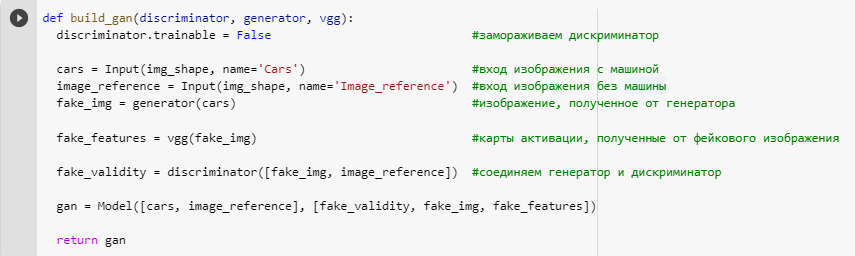 def build_gan(discriminator, generator, vgg):
discriminator.trainable = False #замораживаем дискриминатор
cars = Input(img_shape, name='Cars') #вход изображения с машиной
image_reference = Input(img_shape, name='Image_reference') #вход изображения без машины
fake_img = generator(cars) #изображение, полученное от генератора
fake_features = vgg(fake_img) #карты активации, полученные от фейкового изображения
fake_validity = discriminator([fake_img, image_reference]) #соединяем генератор и дискриминатор
gan = Model([cars, image_reference], [fake_validity, fake_img, fake_features])
return gan